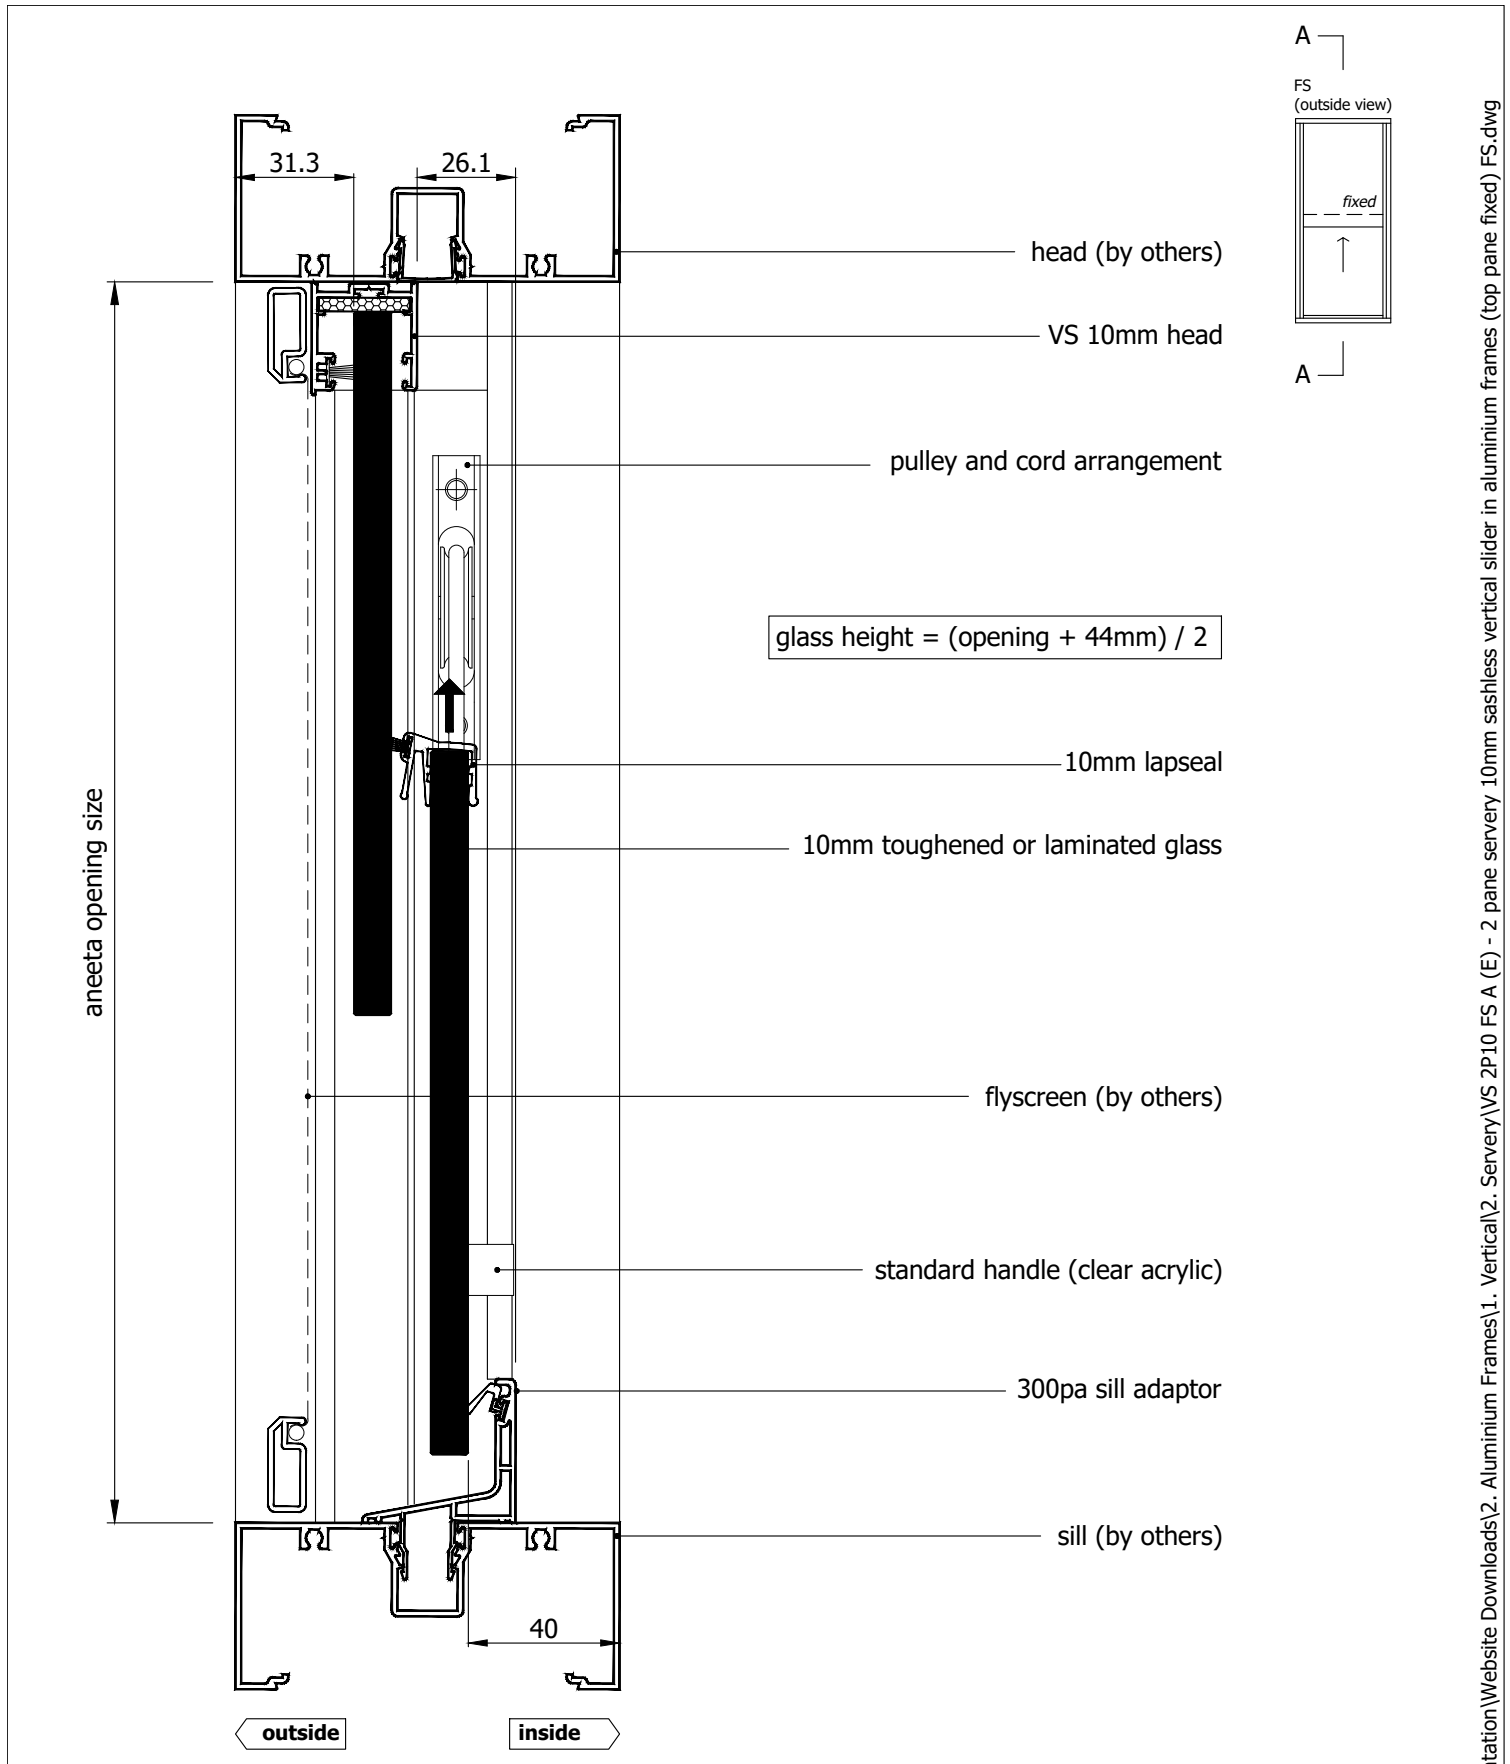 A
FS
(outside view)
fixed
A
31.3
26.1
head (by others)
VS 10mm head
pulley and cord arrangement
glass height = (opening + 44mm) / 2
10mm lapseal
10mm toughened or laminated glass
aneeta opening size
flyscreen (by others)
standard handle (clear acrylic)
300pa sill adaptor
sill (by others)
40
outside
inside
ntation\Website Downloads\2. Aluminium Frames\1. Vertical\2. Servery\VS 2P10 FS A (E) - 2 pane servery 10mm sashless vertical slider in aluminium frames (top pane fixed) FS.dwg